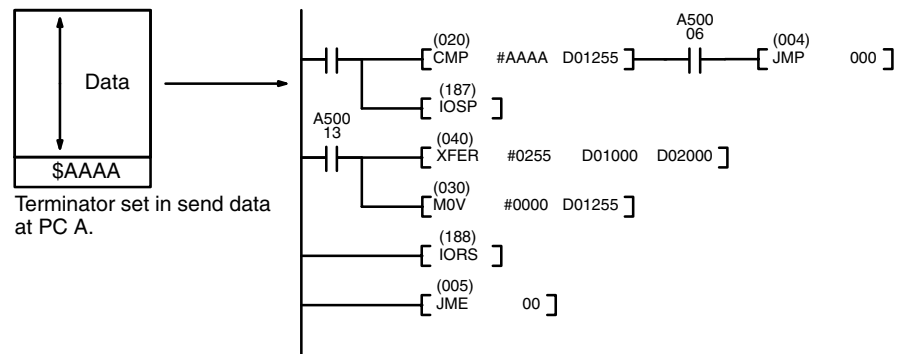 Data
$AAAA
Terminator set in send data
at PC A.
(020)
CMP #AAAA D01255
A500
06
(004)
JMP 000
(187)
IOSP
A500
13
(040)
XFER #0255 D01000 D02000
(030)
M0V #0000 D01255
(188)
IORS
(005)
JME 00